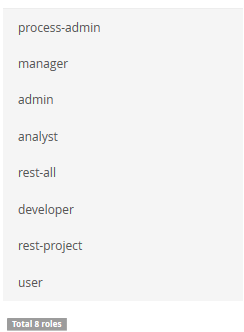 process-admin
manager
admin
analyst
rest-all
developer
rest-project
user
Total 8 roles